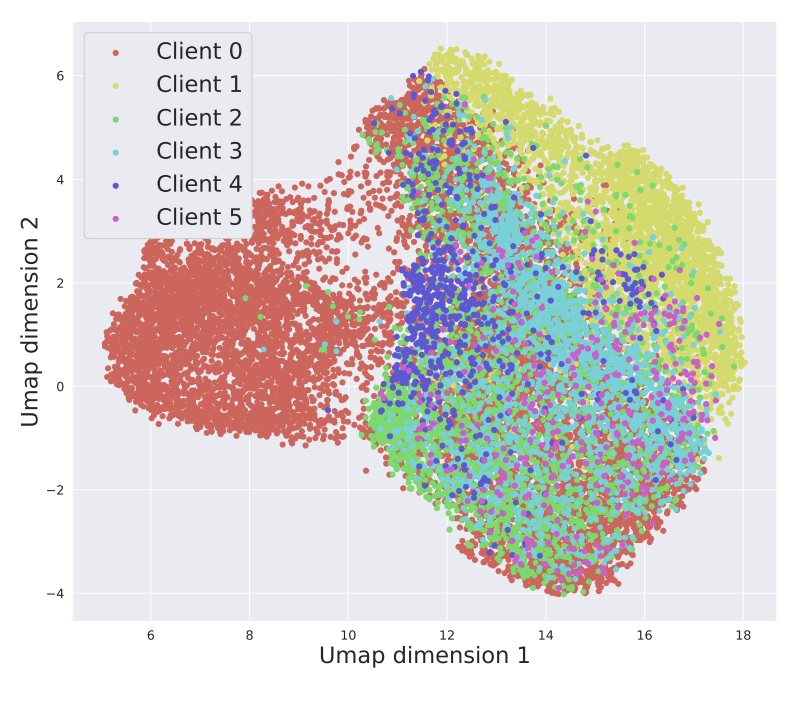 Client 0
Client 1
Client 2
Client 3
Client 4
Client 5
6
4
2
0
−2
−4
Umap dimension 2
6 8 10 12 14 16 18
Umap dimension 1